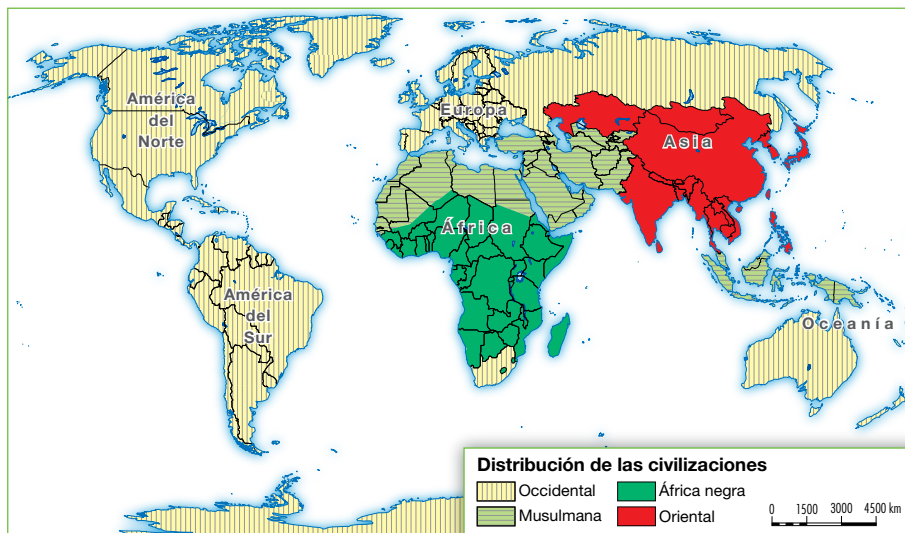 América
del
Norte
Europa
Asia
África
América
del
Sur
Oceanía
Distribución de las civilizaciones
Occidental
África negra
Musulmana
Oriental
0 1500 3000 4500 km